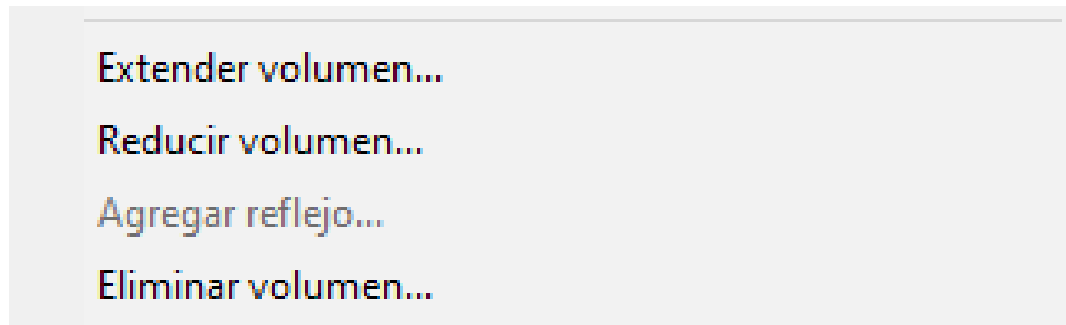 Extender volumen...
Reducir volumen...
Agregar reflejo...
Eliminar volumen...